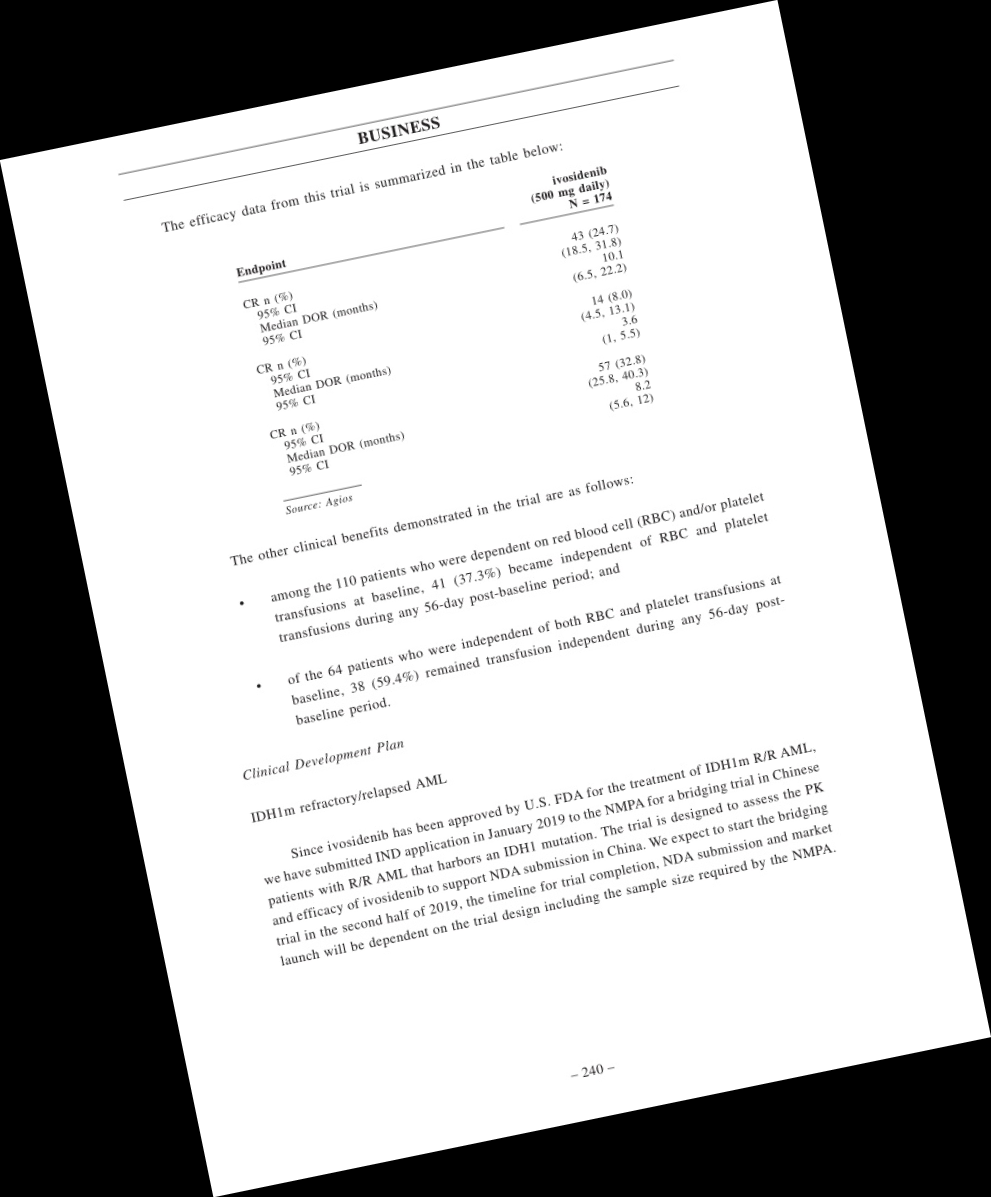 BUSINESS
The efficacy data from this trial is summarized in the table below:
ivosidenib
(500 mg daily)
N = 174
Endpoint
CR n (%) 43 (24.7)
95% CI (18.5, 31.8)
Median DOR (months) 10.1
95% CI (6.5, 22.2)
CR n (%) 14 (8.0)
95% CI (4.5, 13.1)
Median DOR (months) 3.6
95% CI (1, 5.5)
CR n (%) 57 (32.8)
95% CI (25.8, 40.3)
Median DOR (months) 8.2
95% CI (5.6, 12)
Source: Agios
The other clinical benefits demonstrated in the trial are as follows:
• among the 110 patients who were dependent on red blood cell (RBC) and/or platelet
transfusions at baseline, 41 (37.3%) became independent of RBC and platelet
transfusions during any 56-day post-baseline period; and
• of the 64 patients who were independent of both RBC and platelet transfusions at
baseline, 38 (59.4%) remained transfusion independent during any 56-day post-
baseline period.
Clinical Development Plan
IDH1m refractory/relapsed AML
Since ivosidenib has been approved by U.S. FDA for the treatment of IDH1m R/R AML,
we have submitted IND application in January 2019 to the NMPA for a bridging trial in Chinese
patients with R/R AML that harbors an IDH1 mutation. The trial is designed to assess the PK
and efficacy of ivosidenib to support NDA submission in China. We expect to start the bridging
trial in the second half of 2019, the timeline for trial completion, NDA submission and market
launch will be dependent on the trial design including the sample size required by the NMPA.
– 240 –